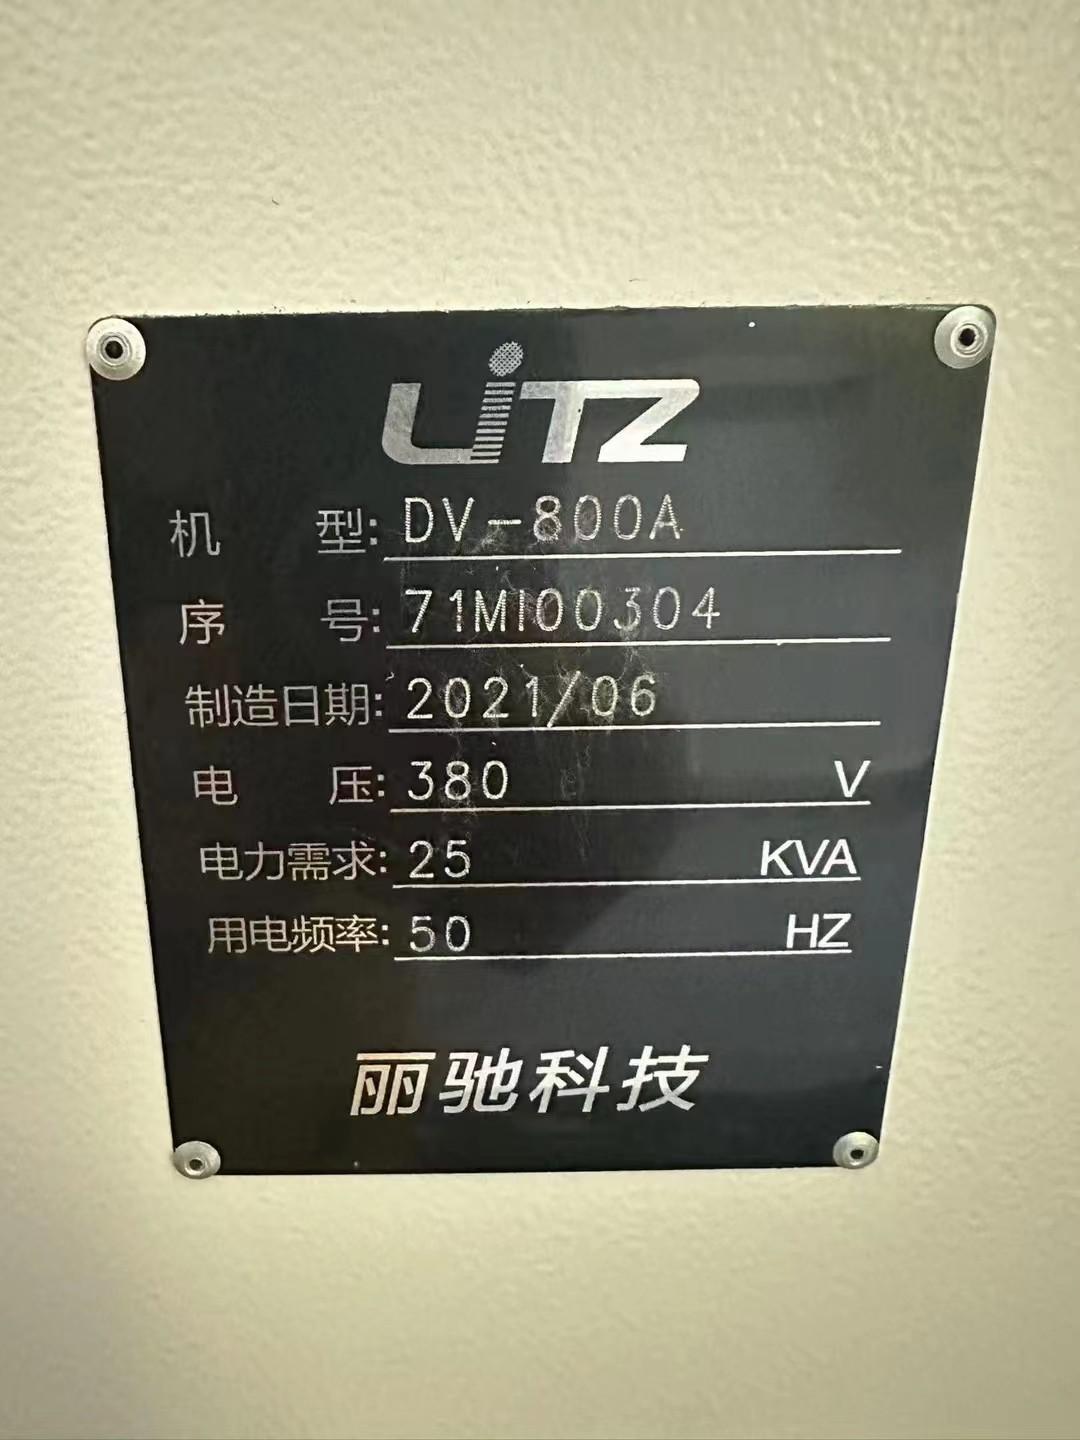 LiTZ
机型:DV-800A
序号:71MI00304
制造日期:2021/06
电压:380 V
电力需求:25 KVA
用电频率:50 HZ
丽驰科技